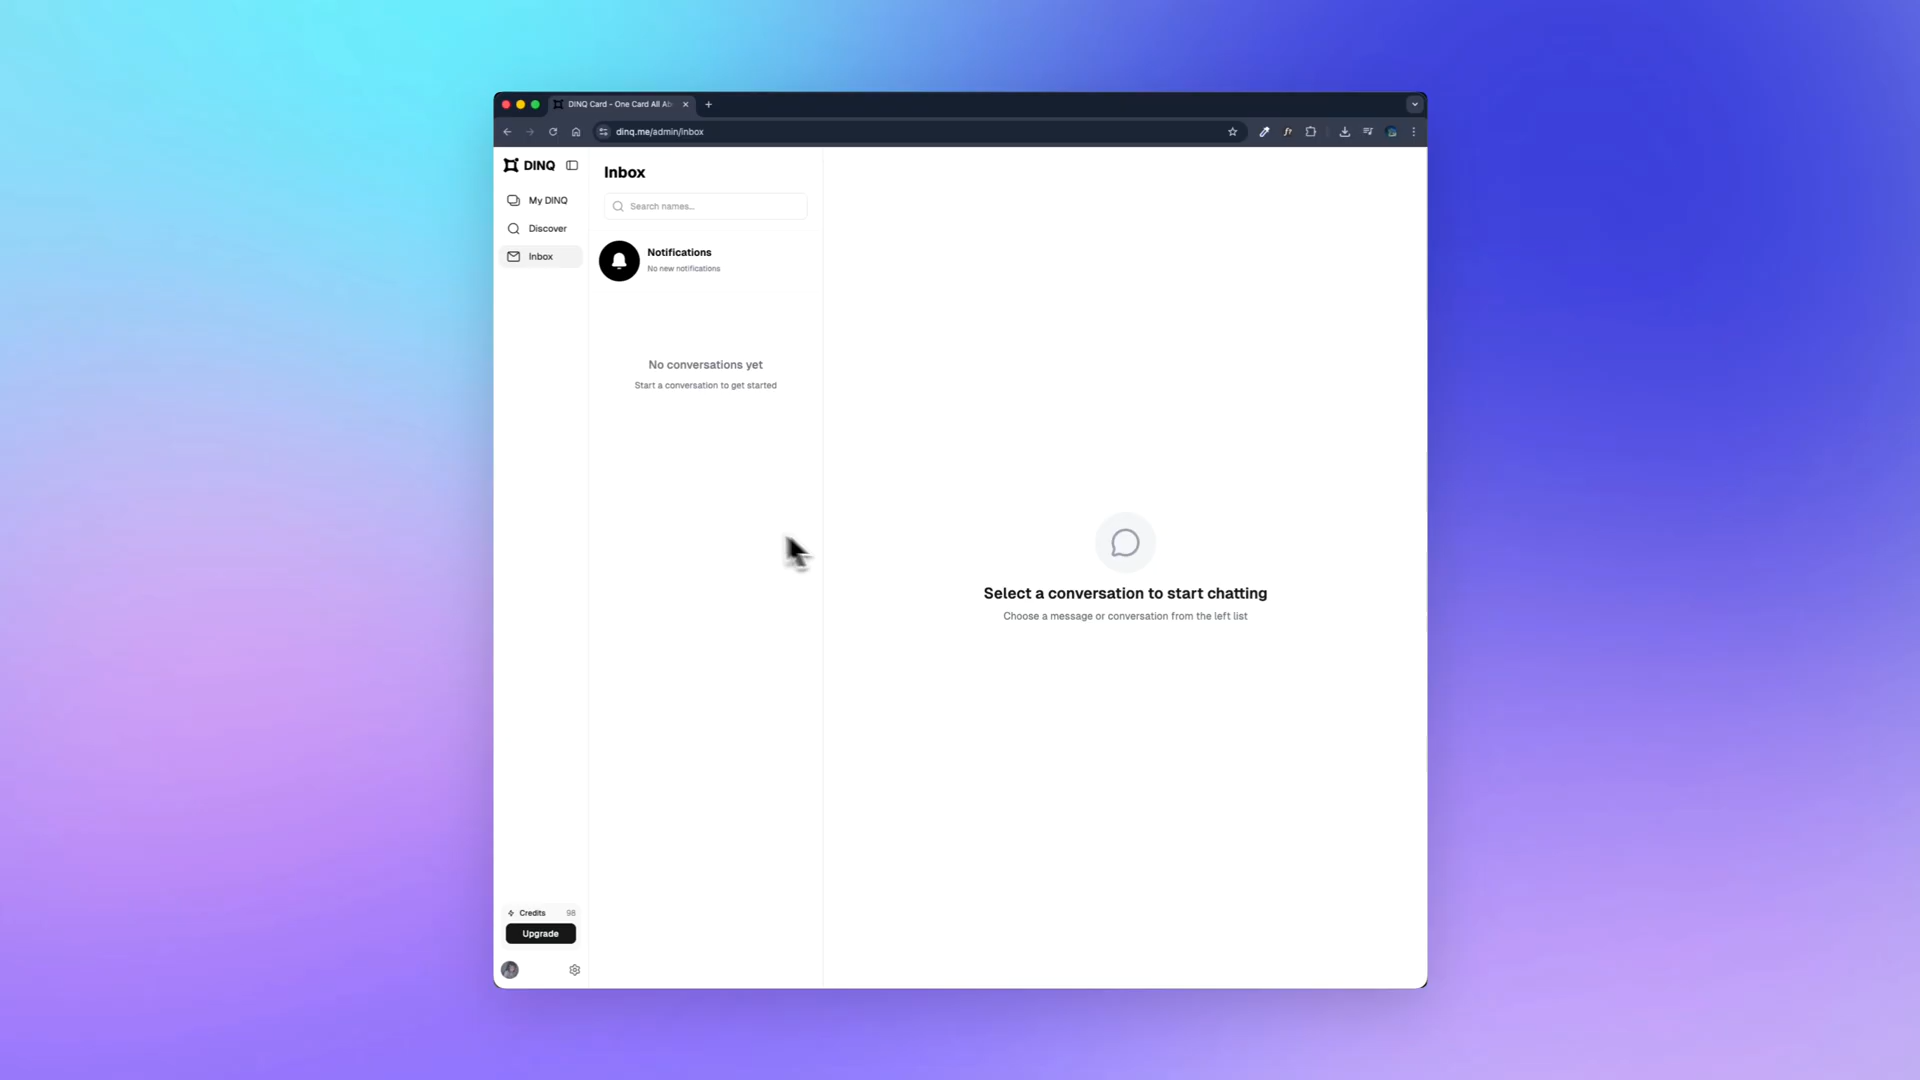 DINQ Card - One Card All Ab
dinq.me/admin/inbox
DINQ
My DINQ
Discover
Inbox
Credits 98
Upgrade
Inbox
Search names...
Notifications
No new notifications
No conversations yet
Start a conversation to get started
Select a conversation to start chatting
Choose a message or conversation from the left list